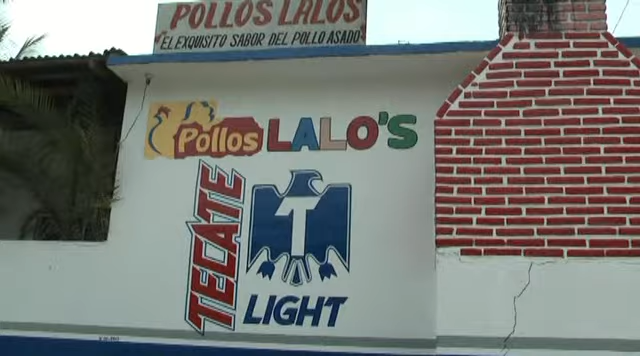 POLLOS LALOS
EL EXQUISITO SABOR DEL POLLO ASADO
Pollos LALO'S
TECATE
T
LIGHT